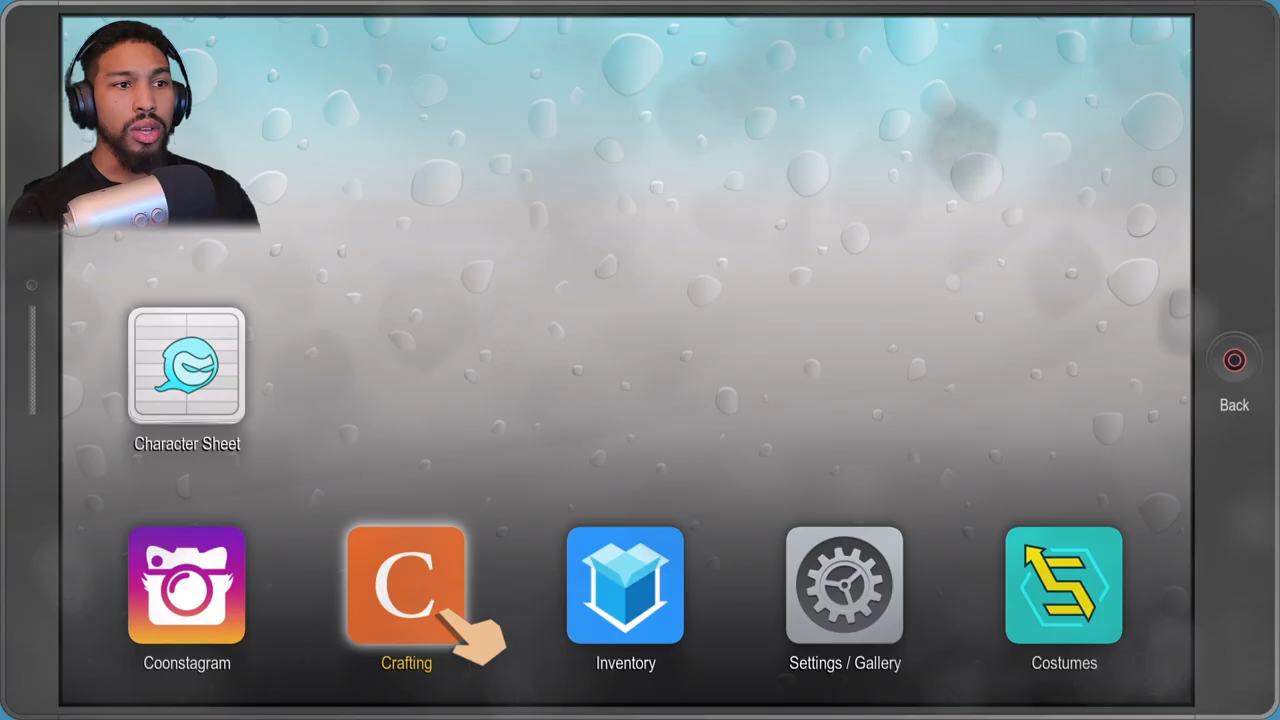 Back
Character Sheet
C
Coonstagram
Crafting
Inventory
Settings / Gallery
Costumes